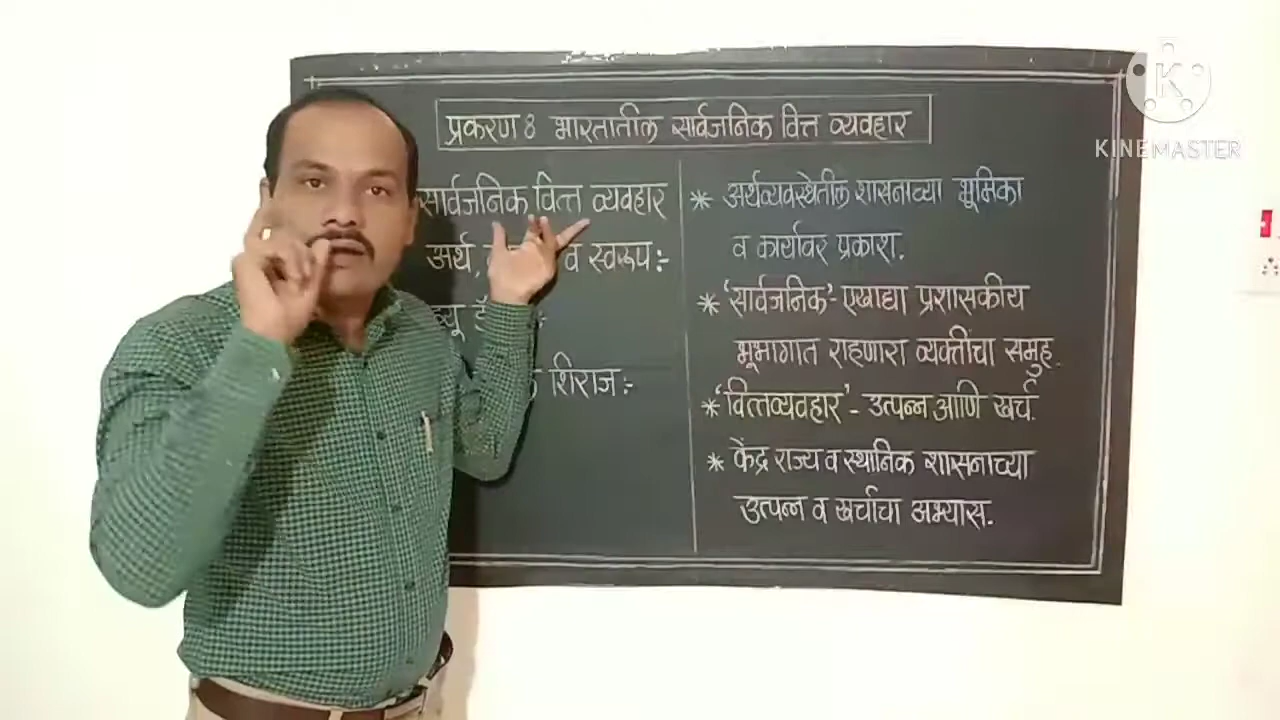 प्रकरण 8 भारतातील सार्वजनिक वित्त व्यवहार
सार्वजनिक वित्त व्यवहार
अर्थ, व स्वरूप:-
शिराज:-
* अर्थव्यवस्थेतील शासनाच्या भूमिका
व कार्यावर प्रकाश.
* 'सार्वजनिक'- एखाद्या प्रशासकीय
भूभागात राहणारा व्यक्तींचा समुह.
* 'वित्तव्यवहार' - उत्पन्न आणि खर्च.
* केंद्र राज्य व स्थानिक शासनाच्या
उत्पन्न व खर्चाचा अभ्यास.
K
KINEMASTER